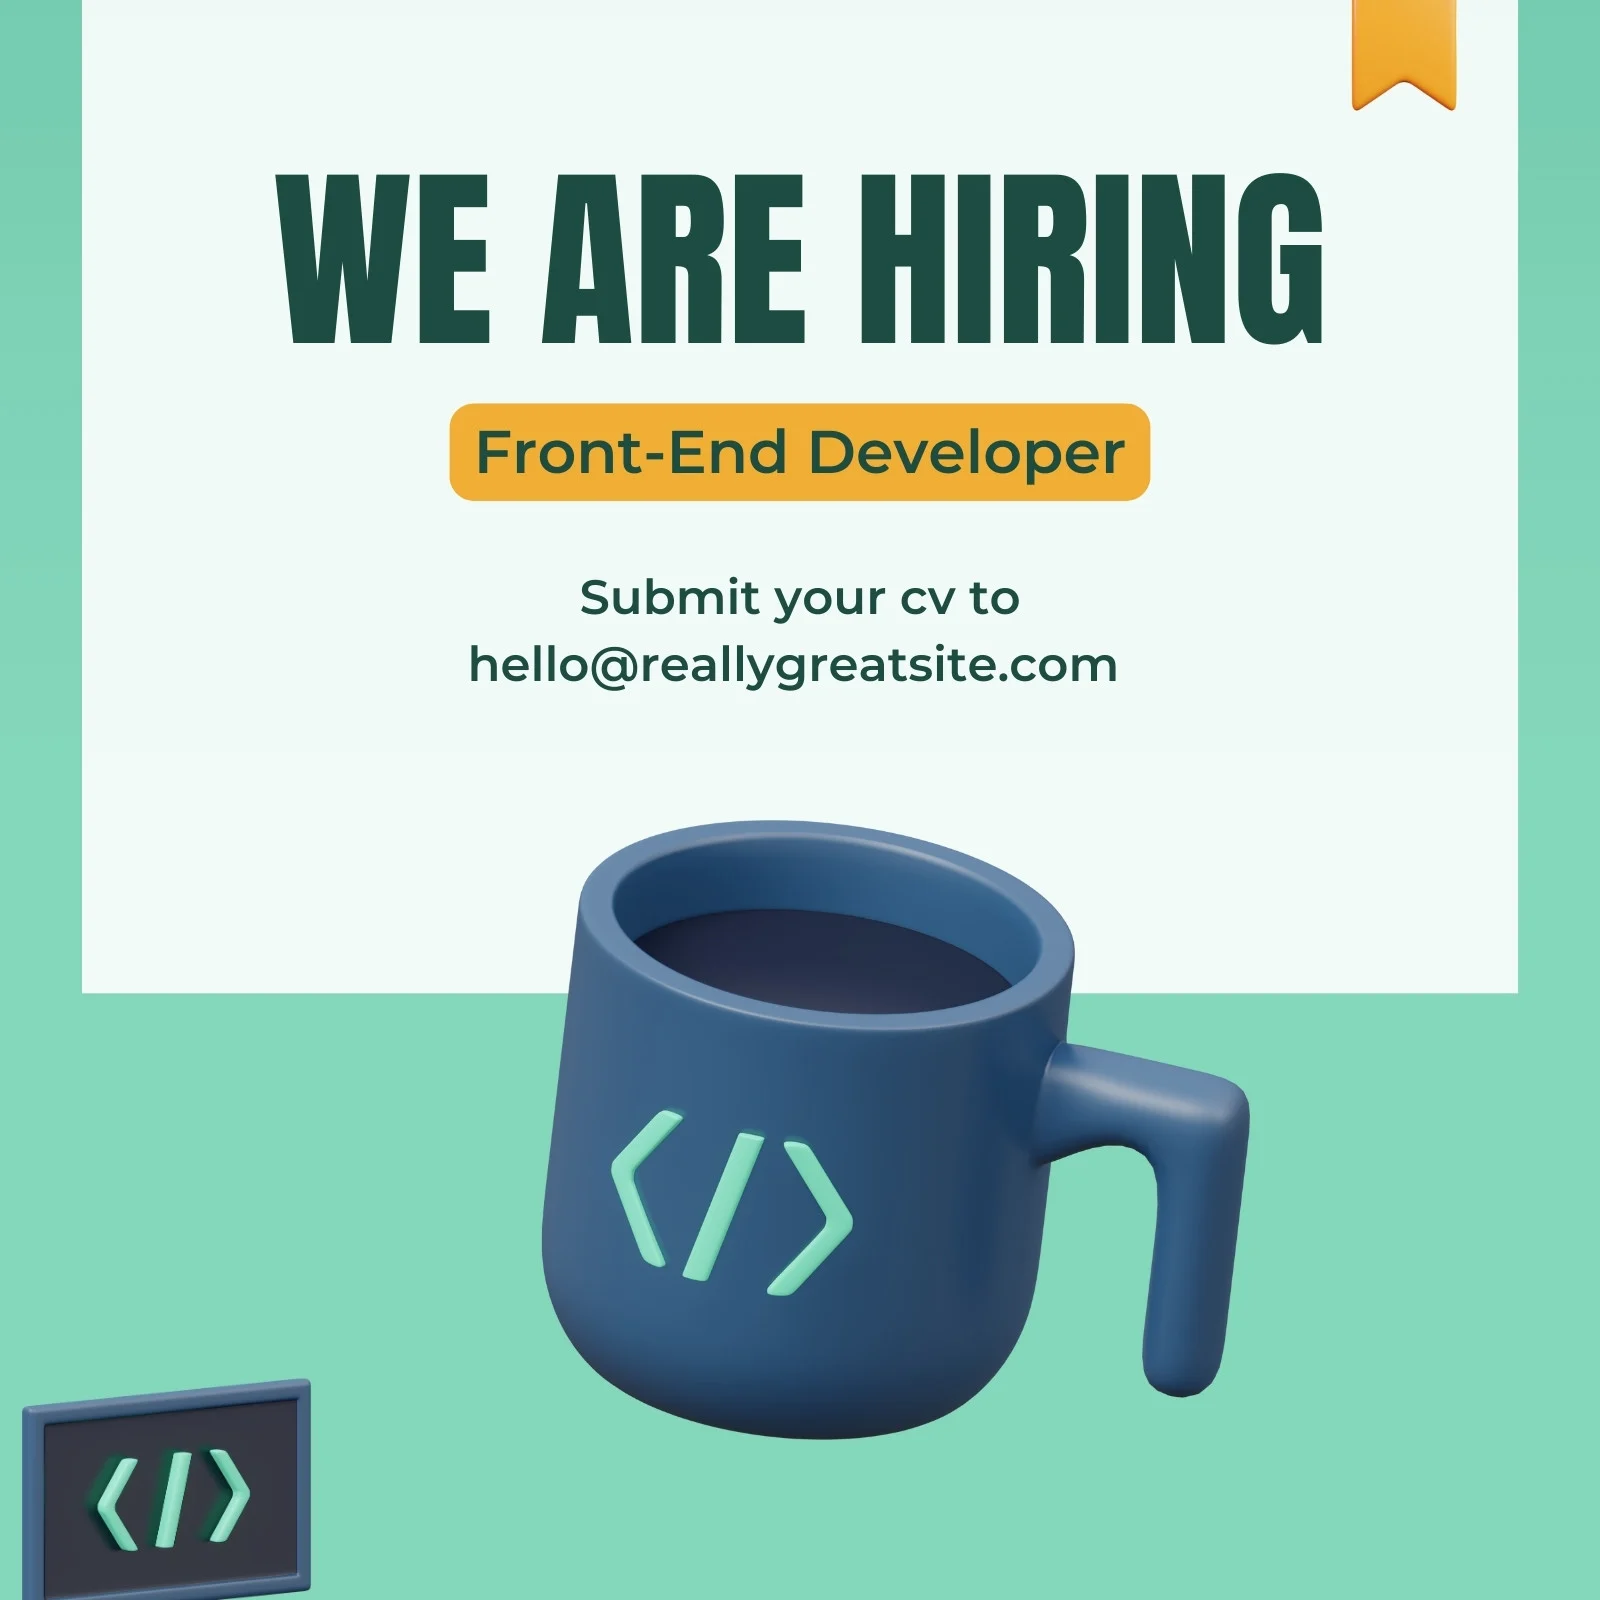 WE ARE HIRING
Front-End Developer
Submit your cv to
hello@reallygreatsite.com
</>
</>